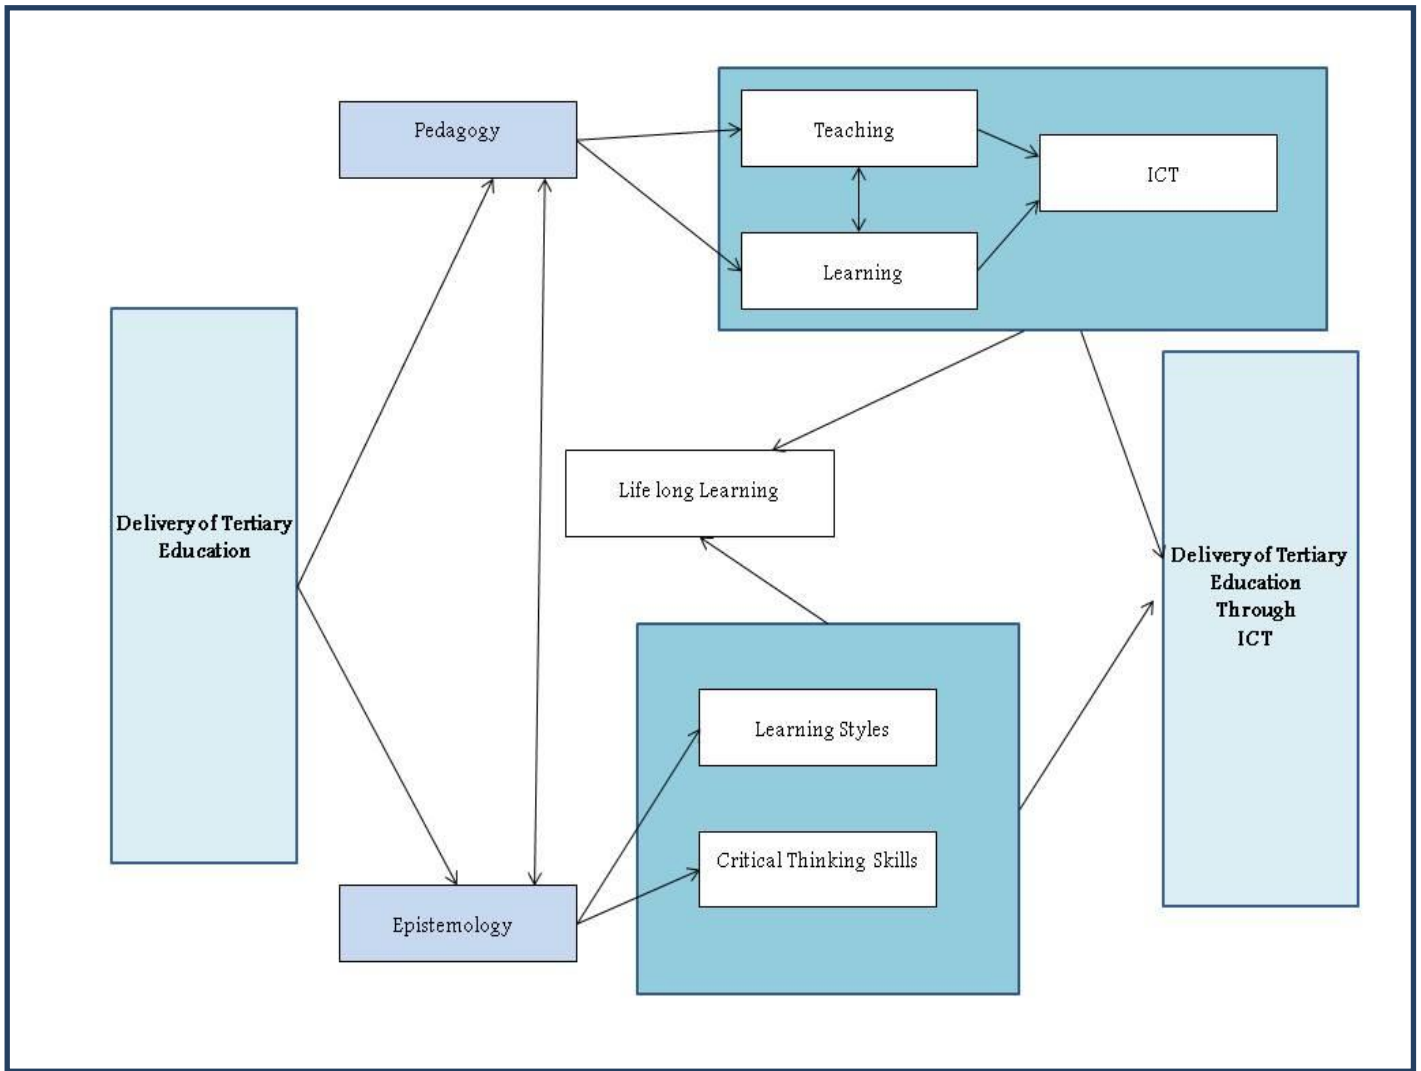 Pedagogy
Teaching
ICT
Learning
Life long Learning
Delivery of Tertiary
Education
Delivery of Tertiary
Education
Through
ICT
Learning Styles
Critical Thinking Skills
Epistemology